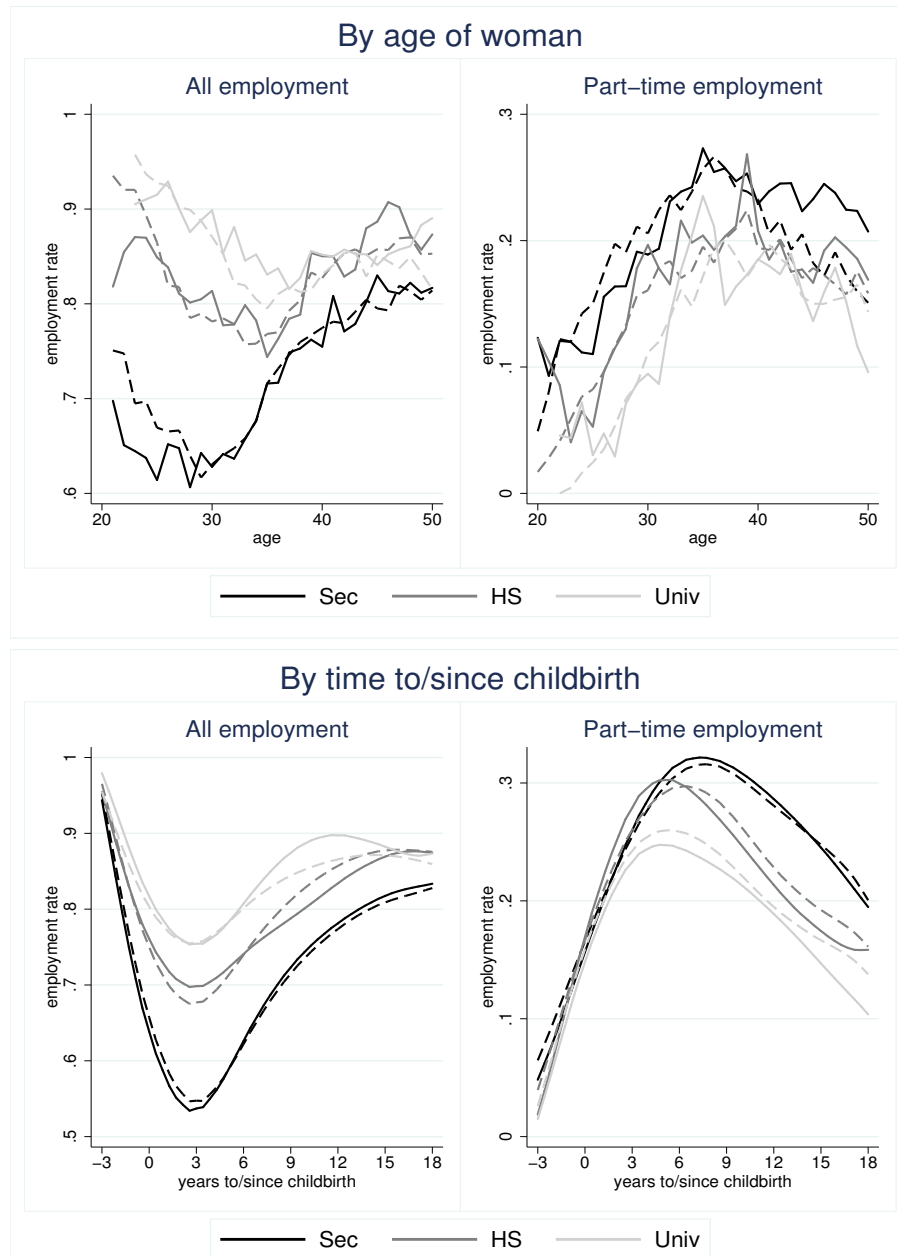 By age of woman
All employment
Part−time employment
employment rate
1
.9
.8
.7
.6
20 30 40 50
age
employment rate
.3
.2
.1
0
20 30 40 50
age
Sec HS Univ
By time to/since childbirth
All employment
Part−time employment
employment rate
1
.9
.8
.7
.6
.5
−3 0 3 6 9 12 15 18
years to/since childbirth
employment rate
.3
.2
.1
0
−3 0 3 6 9 12 15 18
years to/since childbirth
Sec HS Univ